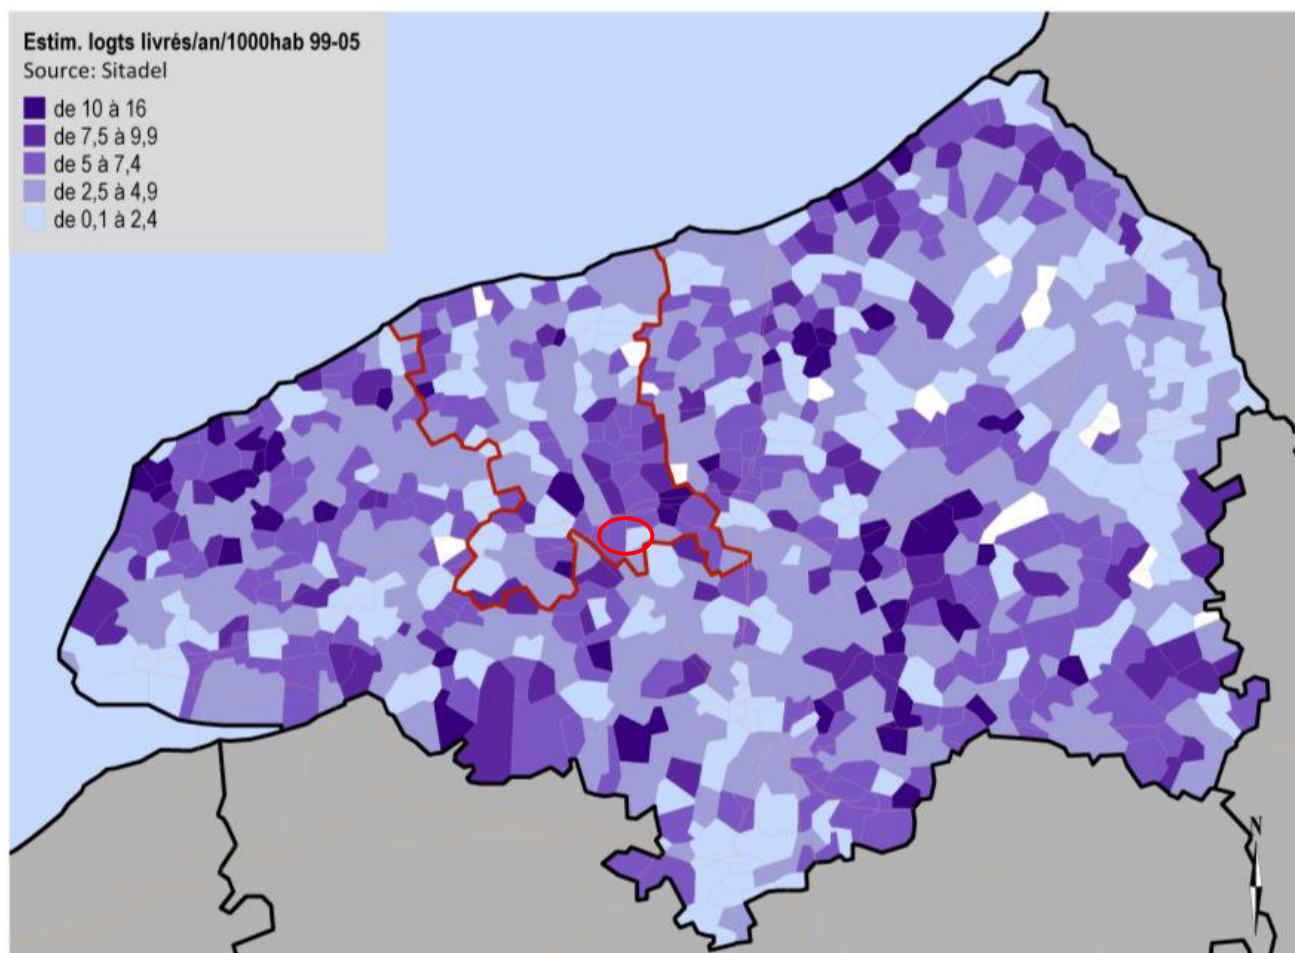 Estim. logts livrés/an/1000hab 99-05
Source: Sitadel
de 10 à 16
de 7,5 à 9,9
de 5 à 7,4
de 2,5 à 4,9
de 0,1 à 2,4
N